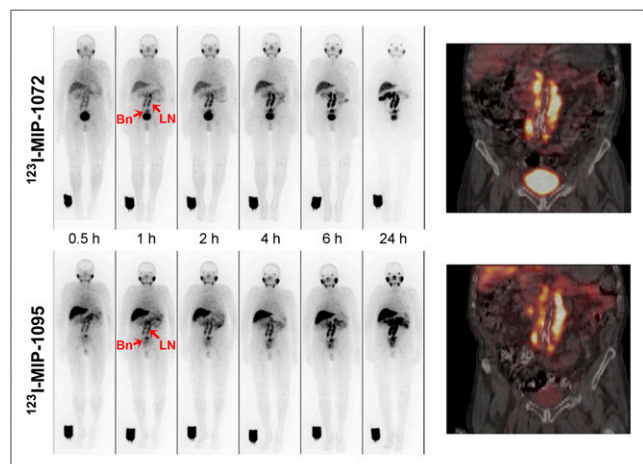 ¹²³I-MIP-1072
Bn LN
0.5 h 1 h 2 h 4 h 6 h 24 h
¹²³I-MIP-1095
Bn LN